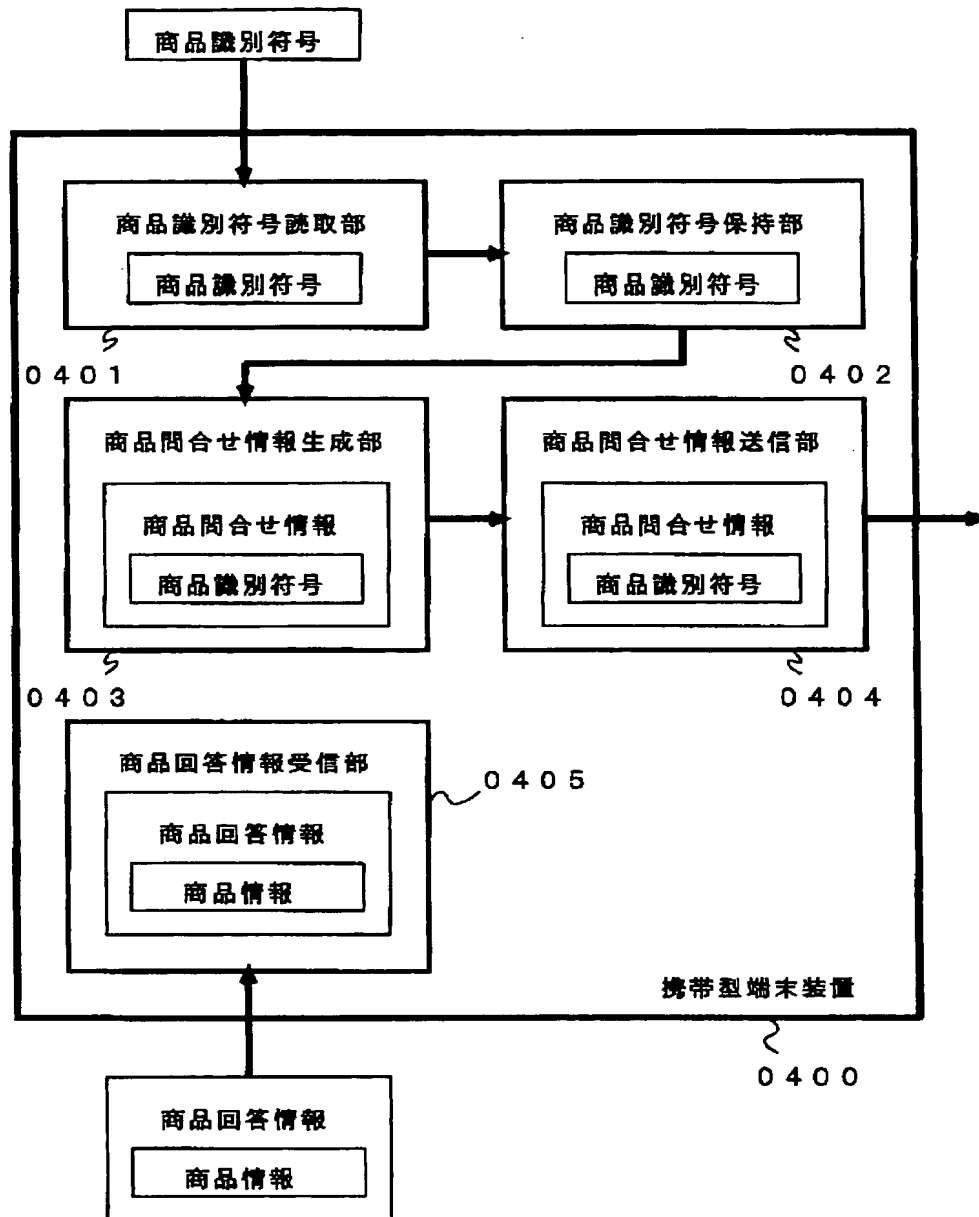 商品識別符号
商品識別符号読取部
商品識別符号
商品識別符号保持部
商品識別符号
0401
0402
商品問合せ情報生成部
商品問合せ情報
商品識別符号
商品問合せ情報送信部
商品問合せ情報
商品識別符号
0403
0404
商品回答情報受信部
商品回答情報
商品情報
0405
携帯型端末装置
0400
商品回答情報
商品情報